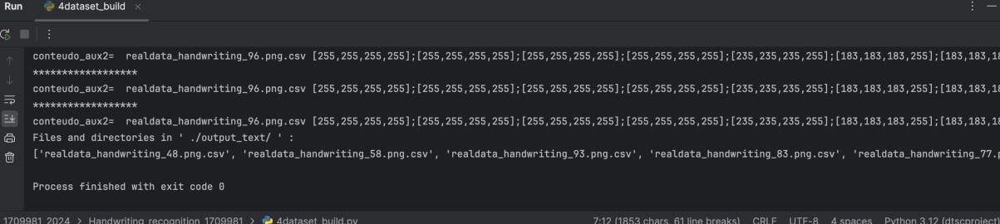 Run 4dataset_build
conteudo_aux2=  realdata_handwriting_96.png.csv [255,255,255,255];[255,255,255,255];[255,255,255,255];[255,255,255,255];[235,235,235,255];[183,183,183,255];[183,183,18
******************
conteudo_aux2=  realdata_handwriting_96.png.csv [255,255,255,255];[255,255,255,255];[255,255,255,255];[255,255,255,255];[235,235,235,255];[183,183,183,255];[183,183,18
******************
conteudo_aux2=  realdata_handwriting_96.png.csv [255,255,255,255];[255,255,255,255];[255,255,255,255];[255,255,255,255];[235,235,235,255];[183,183,183,255];[183,183,18
Files and directories in '  ./output_text/ ' :
['realdata_handwriting_48.png.csv', 'realdata_handwriting_58.png.csv', 'realdata_handwriting_93.png.csv', 'realdata_handwriting_83.png.csv', 'realdata_handwriting_77.p
Process finished with exit code 0
1709981_2024 > Handwriting_recognition_1709981 > 4dataset_build.py 7:12 (1853 chars, 61 line breaks) CRLF UTF-8 4 spaces Python 3.12 (dtscproject)